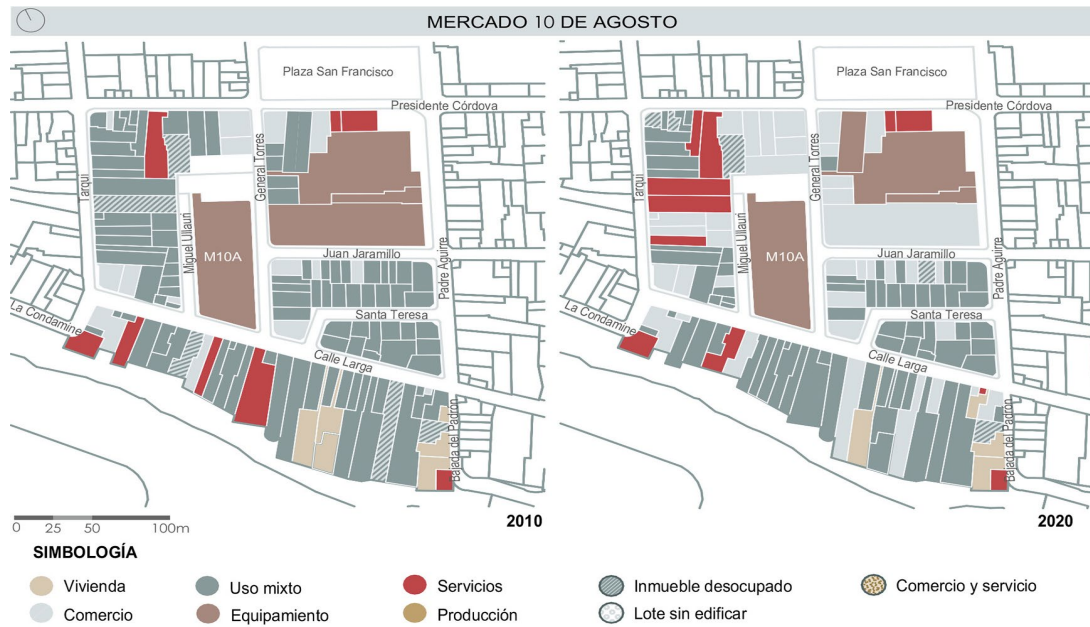 MERCADO 10 DE AGOSTO
Plaza San Francisco
Presidente Córdova
Tarqui
General Torres
Miguel Ullauri
M10A
Juan Jaramillo
Padre Aguirre
Santa Teresa
La Condamine
Calle Larga
Bajada del Padrón
2010
Plaza San Francisco
Presidente Córdova
Tarqui
General Torres
Miguel Ullauri
M10A
Juan Jaramillo
Padre Aguirre
Santa Teresa
La Condamine
Calle Larga
Bajada del Padrón
2020
0 25 50 100m
SIMBOLOGÍA
Vivienda
Uso mixto
Servicios
Inmueble desocupado
Comercio y servicio
Comercio
Equipamiento
Producción
Lote sin edificar